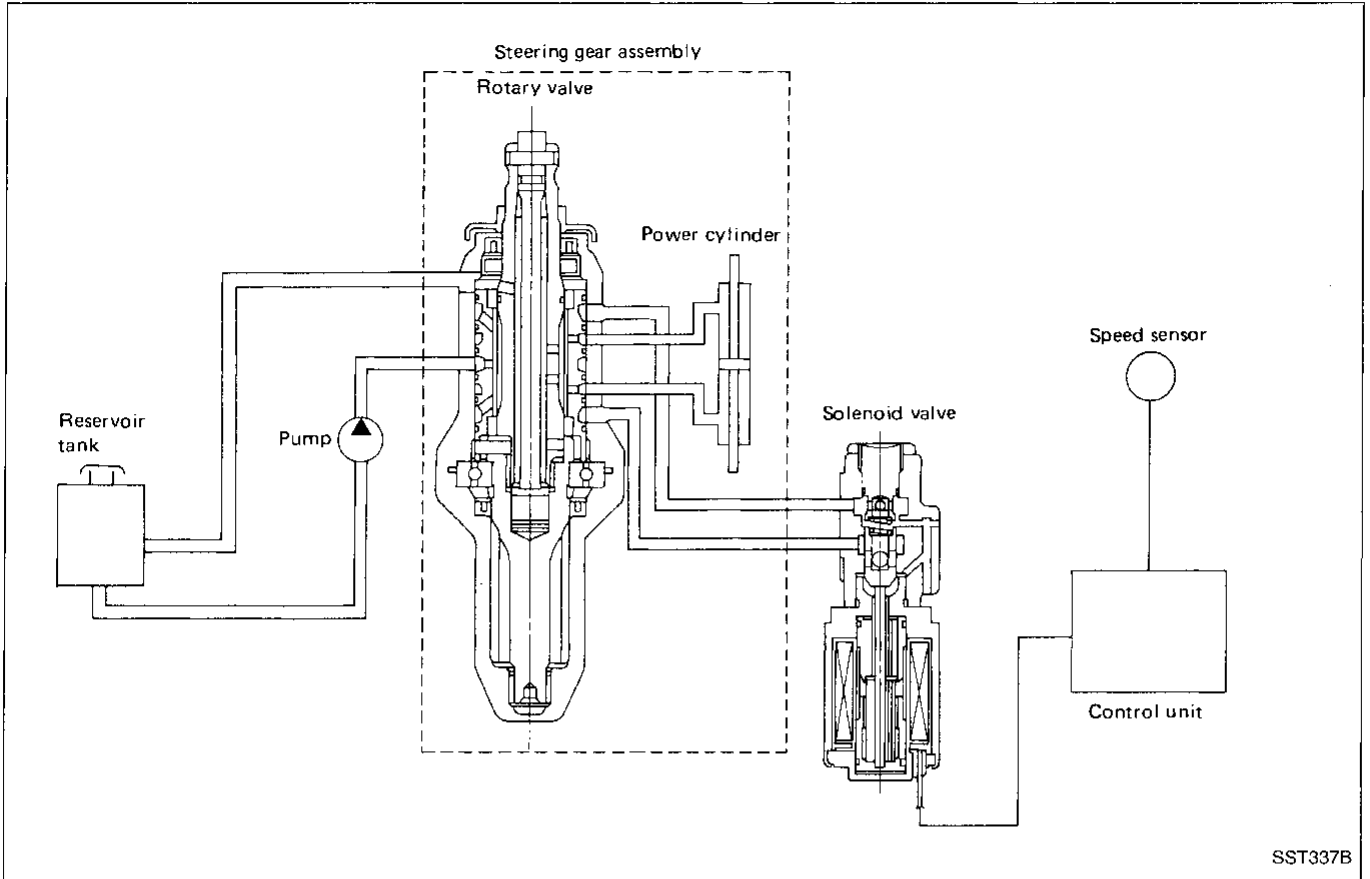 Steering gear assembly
Rotary valve
Power cylinder
Speed sensor
Solenoid valve
Reservoir
tank
Pump
Control unit
SST337B